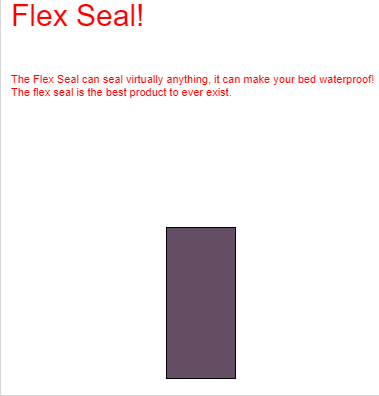 Flex Seal!
The Flex Seal can seal virtually anything, it can make your bed waterproof!
The flex seal is the best product to ever exist.